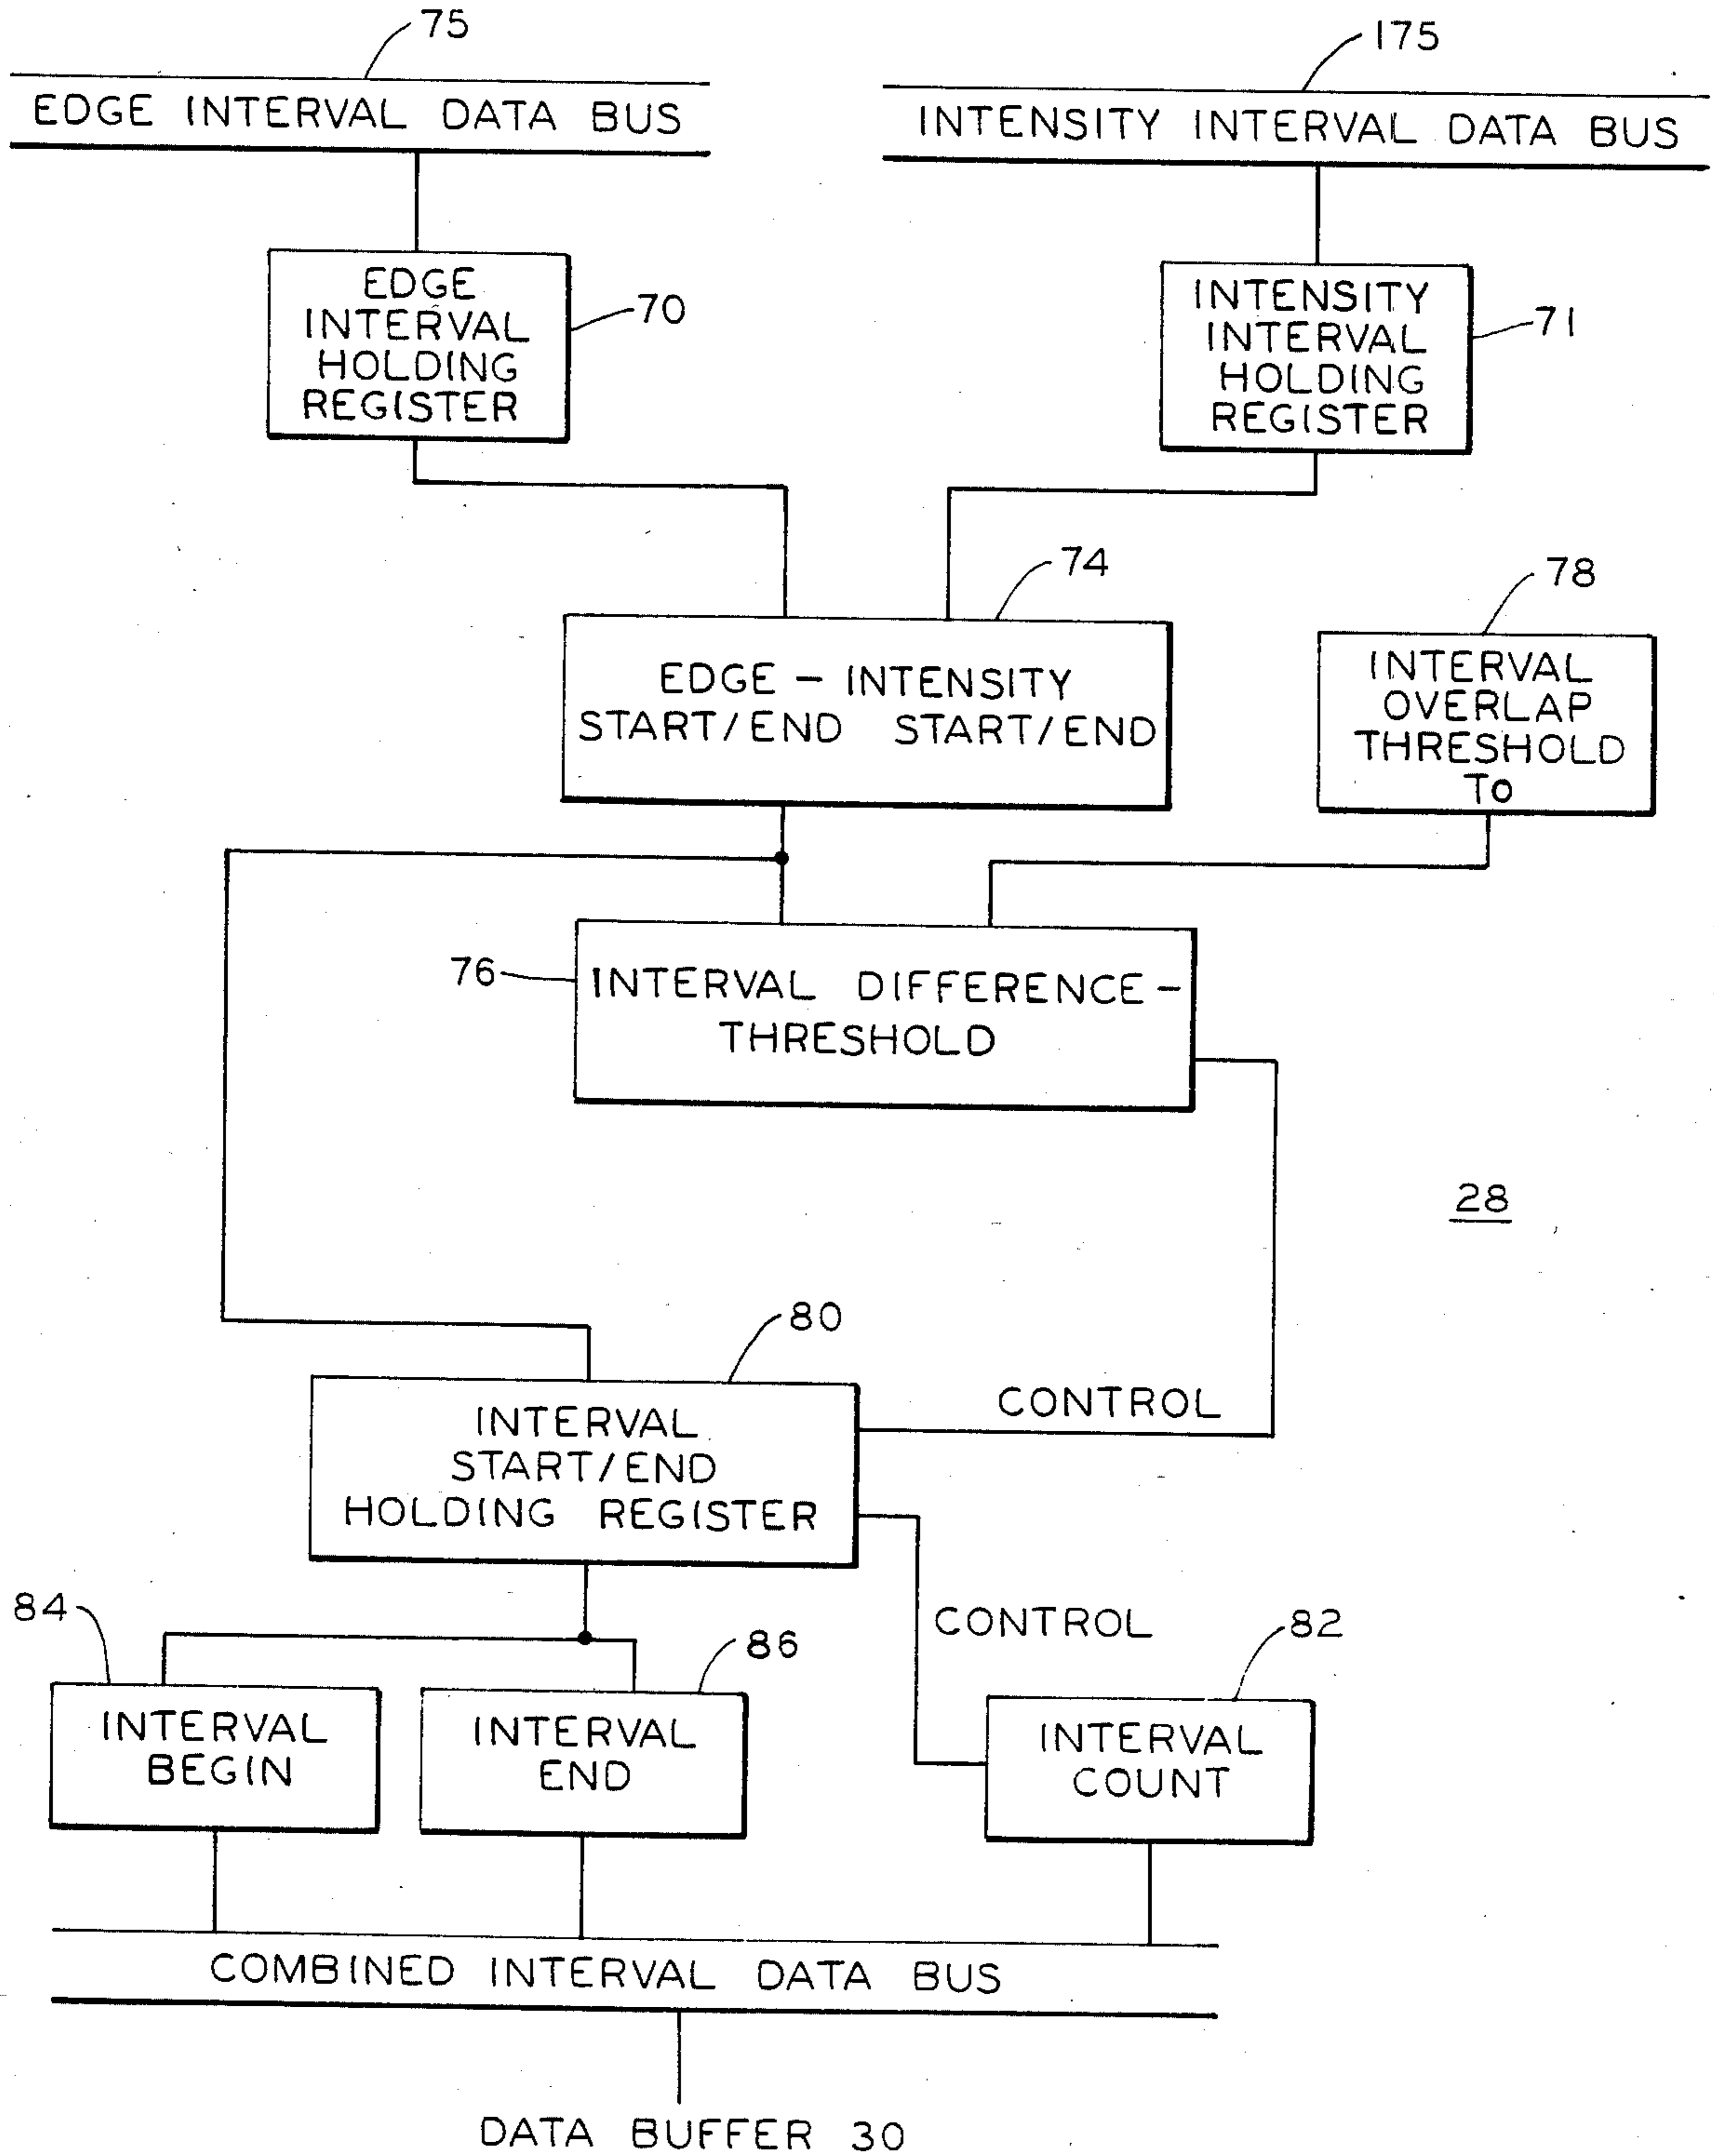 75
175
EDGE INTERVAL DATA BUS
INTENSITY INTERVAL DATA BUS
EDGE
INTERVAL
HOLDING
REGISTER
70
INTENSITY
INTERVAL
HOLDING
REGISTER
71
74
78
EDGE – INTENSITY
START/END START/END
INTERVAL
OVERLAP
THRESHOLD
TO
76
INTERVAL DIFFERENCE –
THRESHOLD
28
80
CONTROL
INTERVAL
START/END
HOLDING REGISTER
84
86
CONTROL
82
INTERVAL
BEGIN
INTERVAL
END
INTERVAL
COUNT
COMBINED INTERVAL DATA BUS
DATA BUFFER 30